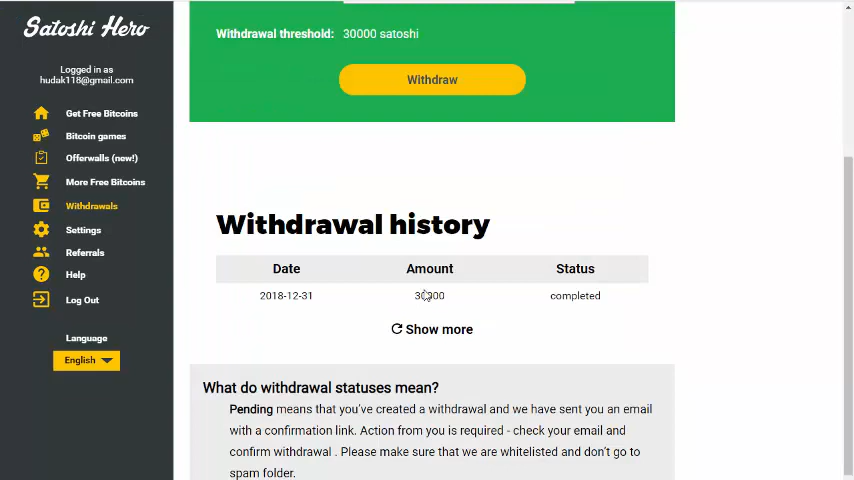 Satoshi Hero
Logged in as
hudak118@gmail.com
Get Free Bitcoins
Bitcoin games
Offerwalls (new!)
More Free Bitcoins
Withdrawals
Settings
Referrals
Help
Log Out
Language
English
Withdrawal threshold: 30000 satoshi
Withdraw
Withdrawal history
Date Amount Status
2018-12-31 30000 completed
Show more
What do withdrawal statuses mean?
Pending means that you've created a withdrawal and we have sent you an email
with a confirmation link. Action from you is required - check your email and
confirm withdrawal . Please make sure that we are whitelisted and don't go to
spam folder.